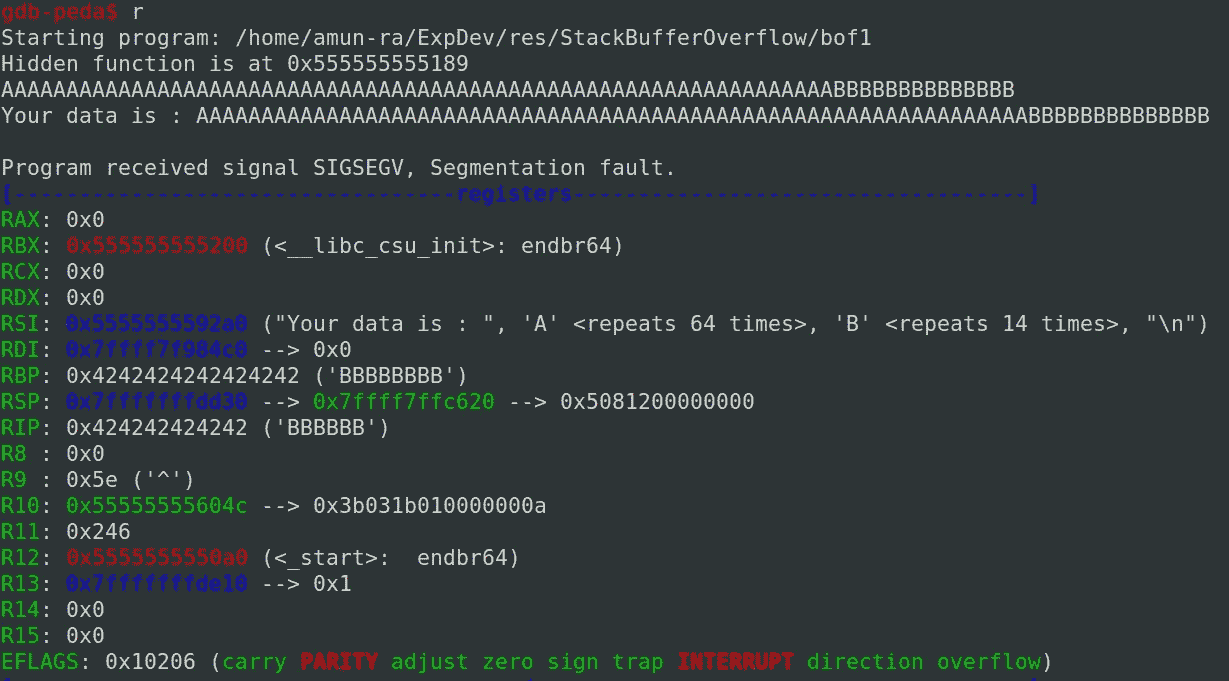 gdb-peda$ r
Starting program: /home/amun-ra/ExpDev/res/StackBufferOverflow/bof1
Hidden function is at 0x555555555189
AAAAAAAAAAAAAAAAAAAAAAAAAAAAAAAAAAAAAAAAAAAAAAAAAAAAAAAAAAAAAAAABBBBBBBBBBBBBB
Your data is : AAAAAAAAAAAAAAAAAAAAAAAAAAAAAAAAAAAAAAAAAAAAAAAAAAAAAAAAAAAAAAAABBBBBBBBBBBBBB
Program received signal SIGSEGV, Segmentation fault.
[----------------------------------registers-----------------------------------]
RAX: 0x0
RBX: 0x555555555200 (<__libc_csu_init>: endbr64)
RCX: 0x0
RDX: 0x0
RSI: 0x5555555592a0 ("Your data is : ", 'A' <repeats 64 times>, 'B' <repeats 14 times>, "\n")
RDI: 0x7ffff7f984c0 --> 0x0
RBP: 0x4242424242424242 ('BBBBBBBB')
RSP: 0x7fffffffdd30 --> 0x7ffff7ffc620 --> 0x5081200000000
RIP: 0x424242424242 ('BBBBBB')
R8 : 0x0
R9 : 0x5e ('^')
R10: 0x55555555604c --> 0x3b031b010000000a
R11: 0x246
R12: 0x5555555550a0 (<_start>: endbr64)
R13: 0x7fffffffde10 --> 0x1
R14: 0x0
R15: 0x0
EFLAGS: 0x10206 (carry PARITY adjust zero sign trap INTERRUPT direction overflow)